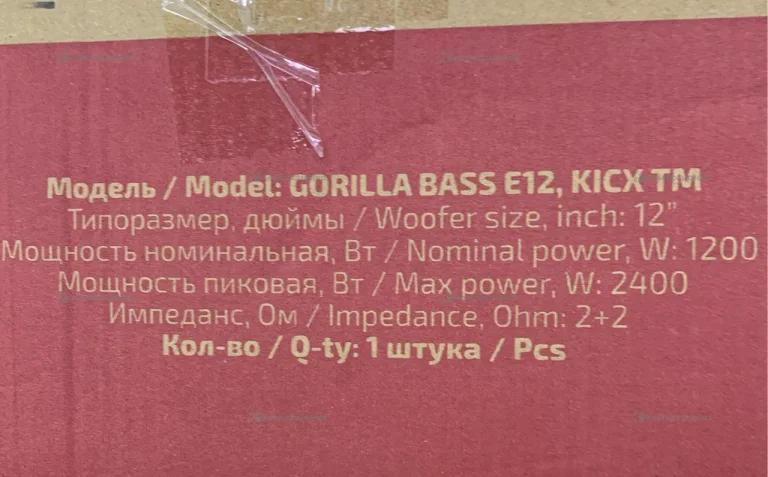 Модель / Model: GORILLA BASS E12, KICX TM
Типоразмер, дюймы / Woofer size, inch: 12”
Мощность номинальная, Вт / Nominal power, W: 1200
Мощность пиковая, Вт / Max power, W: 2400
Импеданс, Ом / Impedance, Ohm: 2+2
Кол-во / Q-ty: 1 штука / Pcs